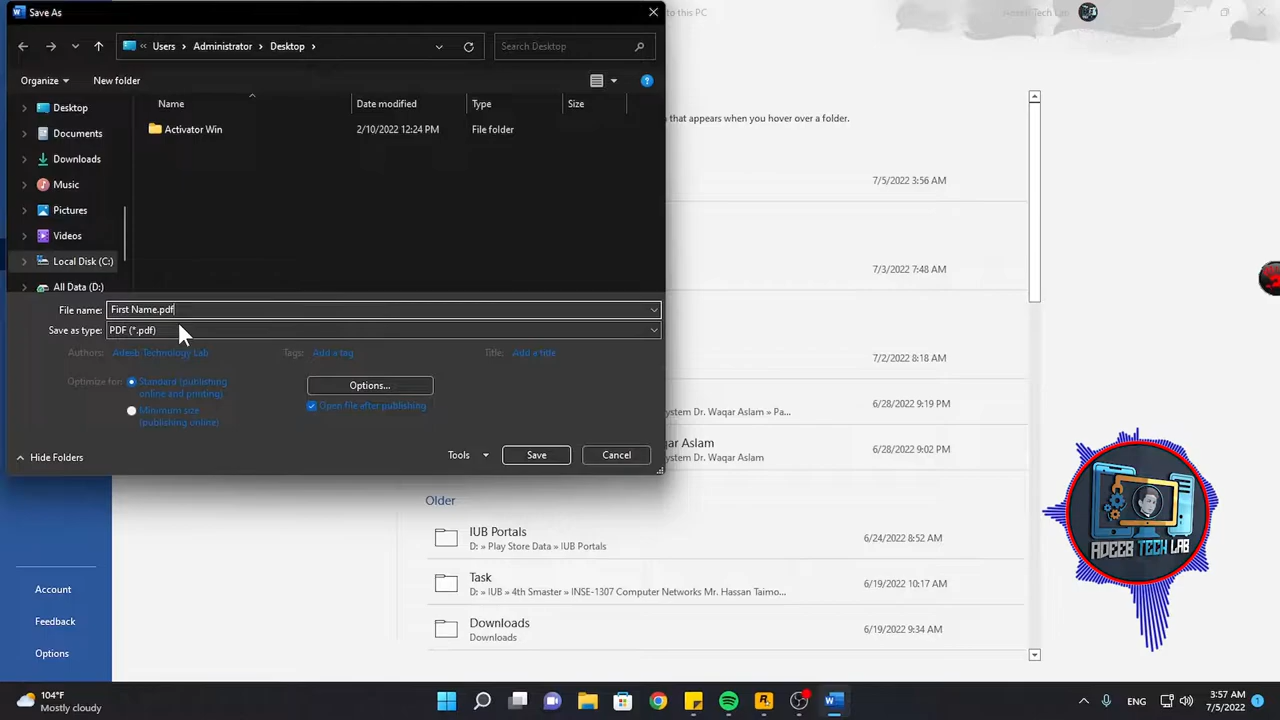 Save As
to this PC
Adeeb Tech Lab
« Users > Administrator > Desktop >
Search Desktop
Organize
New folder
Name
Date modified
Type
Size
Desktop
Documents
Downloads
Music
Pictures
Videos
Local Disk (C:)
All Data (D:)
Activator Win
2/10/2022 12:24 PM
File folder
n that appears when you hover over a folder.
7/5/2022 3:56 AM
7/3/2022 7:48 AM
7/2/2022 8:18 AM
File name:
First Name.pdf
Save as type:
PDF (*.pdf)
Authors:
Aifeeb Technology Lab
Tags:
Add a tag
Title:
Add a title
Optimize for:
Standard (publishing
online and printing)
Minimum size
(publishing online)
Options...
Open file after publishing
Hide Folders
Tools
Save
Cancel
ystem Dr. Waqar Aslam » Pa...
6/28/2022 9:19 PM
qar Aslam
ystem Dr. Waqar Aslam
6/28/2022 9:02 PM
Older
IUB Portals
D: » Play Store Data » IUB Portals
6/24/2022 8:52 AM
Task
D: » IUB » 4th Smaster » INSE-1307 Computer Networks Mr. Hassan Taimo...
6/19/2022 10:17 AM
Downloads
Downloads
6/19/2022 9:34 AM
Account
Feedback
Options
ADEEB TECH LAB
104°F
Mostly cloudy
ENG
3:57 AM
7/5/2022
1